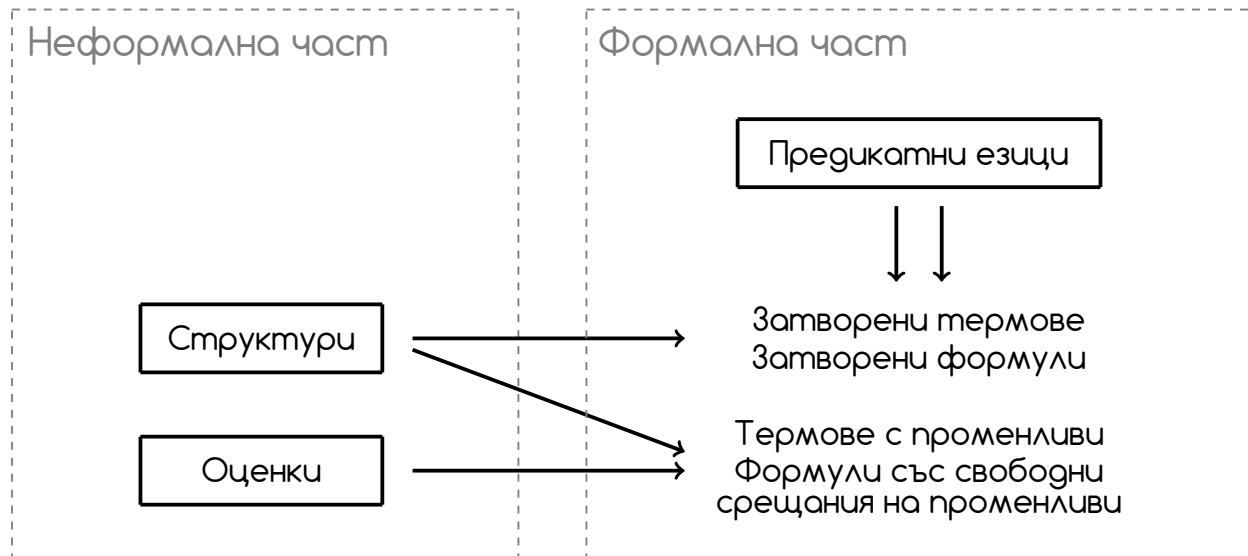 Неформална част
Формална част
Предикатни езици
Структури
Затворени термове
Затворени формули
Оценки
Термове с променливи
Формули със свободни
срещания на променливи